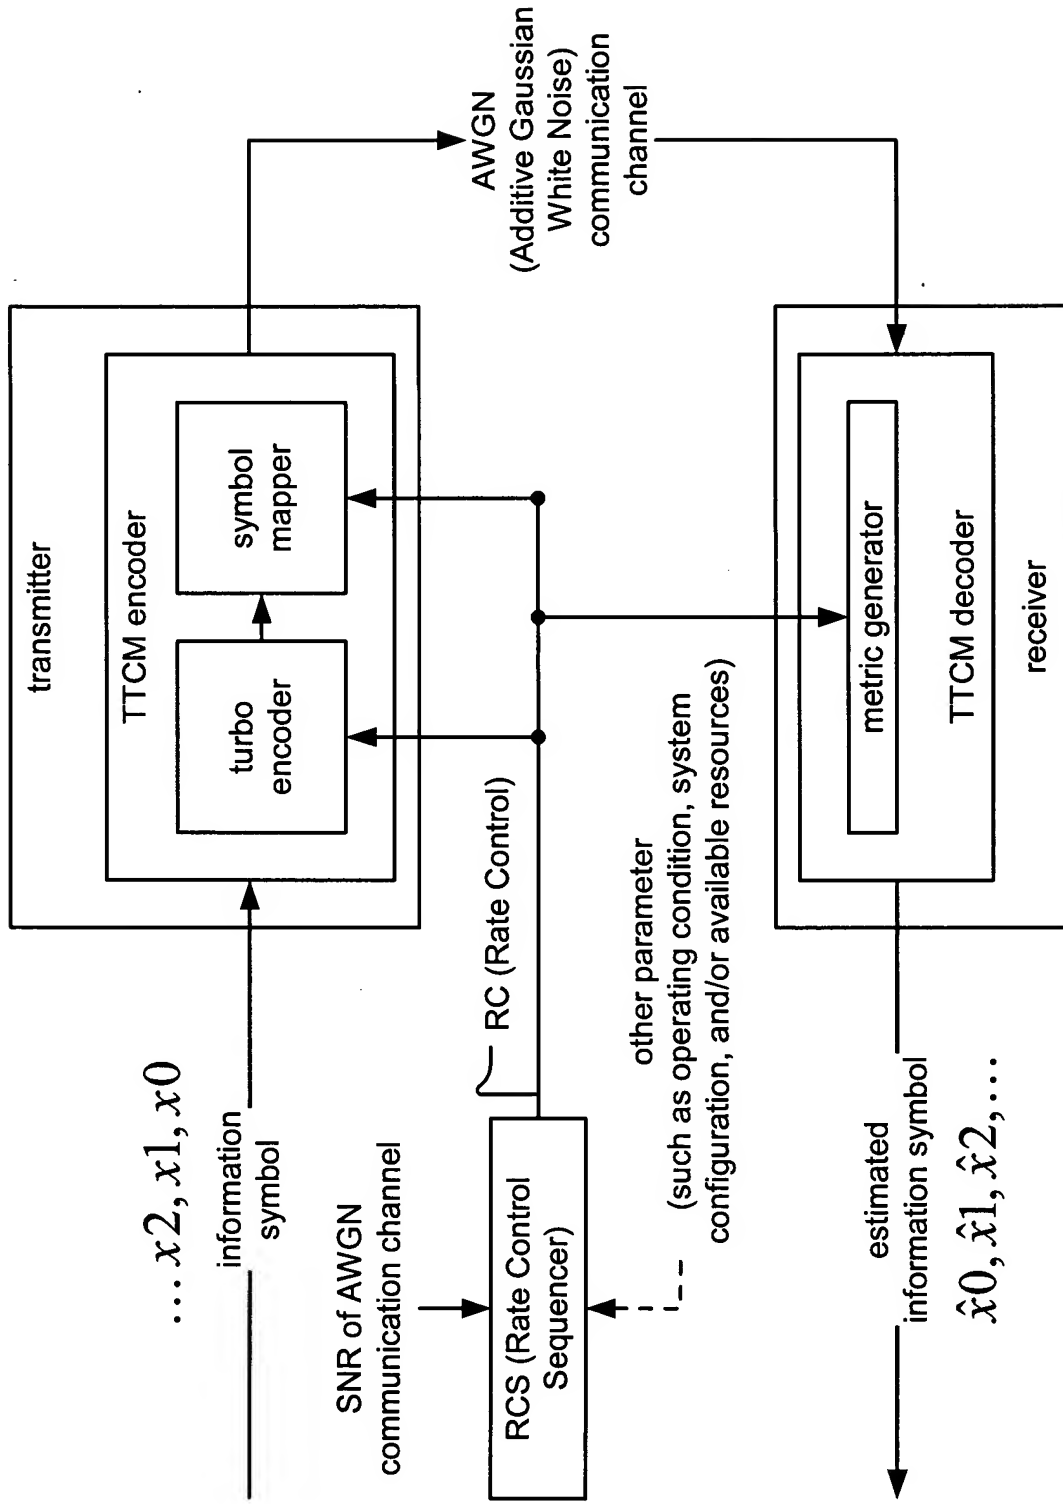 transmitter
TTCM encoder
turbo
encoder
symbol
mapper
....x2, x1, x0
information
symbol
AWGN
(Additive Gaussian
White Noise)
communication
channel
SNR of AWGN
communication channel
RCS (Rate Control
Sequencer)
RC (Rate Control)
other parameter
(such as operating condition, system
configuration, and/or available resources)
metric generator
TTCM decoder
receiver
estimated
information symbol
x̂0, x̂1, x̂2,...